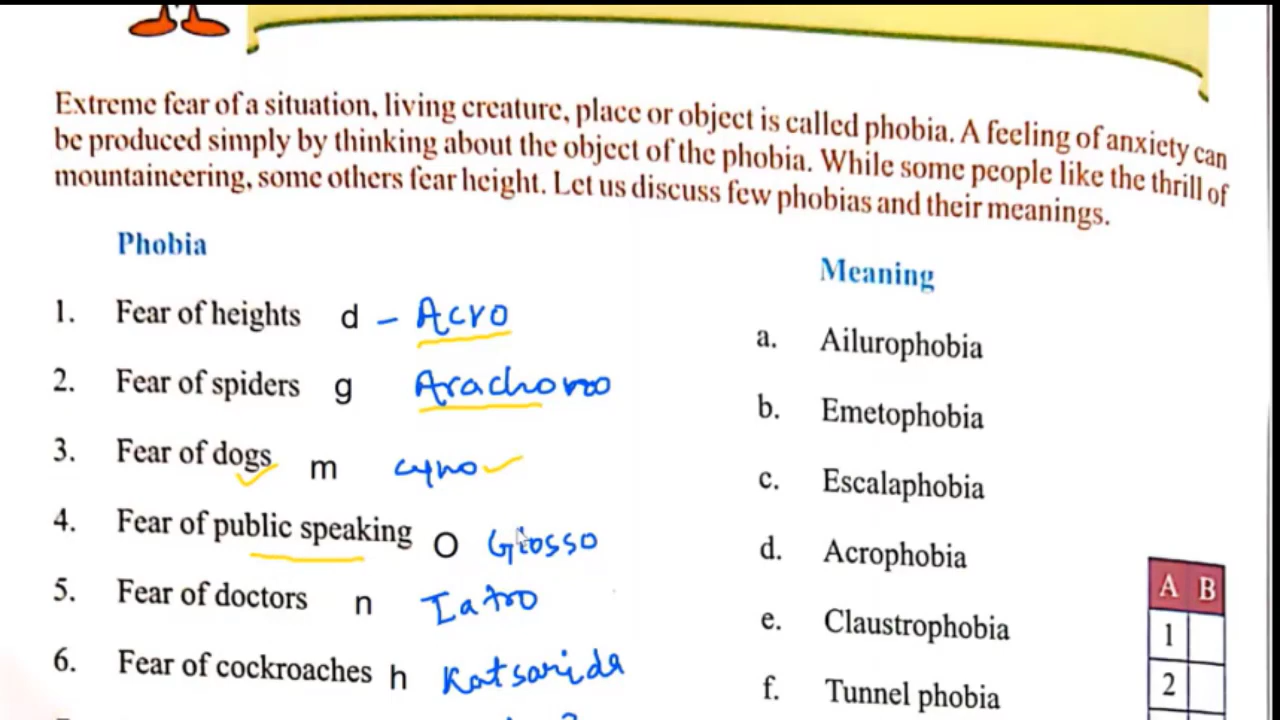 Extreme fear of a situation, living creature, place or object is called phobia. A feeling of anxiety can
be produced simply by thinking about the object of the phobia. While some people like the thrill of
mountaineering, some others fear height. Let us discuss few phobias and their meanings.
Phobia
Meaning
1. Fear of heights d - Acro
a. Ailurophobia
2. Fear of spiders g
b. Emetophobia
3. Fear of dogs m cyno
c. Escalaphobia
4. Fear of public speaking O Glosso
d. Acrophobia
5. Fear of doctors n Iatro
e. Claustrophobia
6. Fear of cockroaches h Katsarida
f. Tunnel phobia
A B
1
2